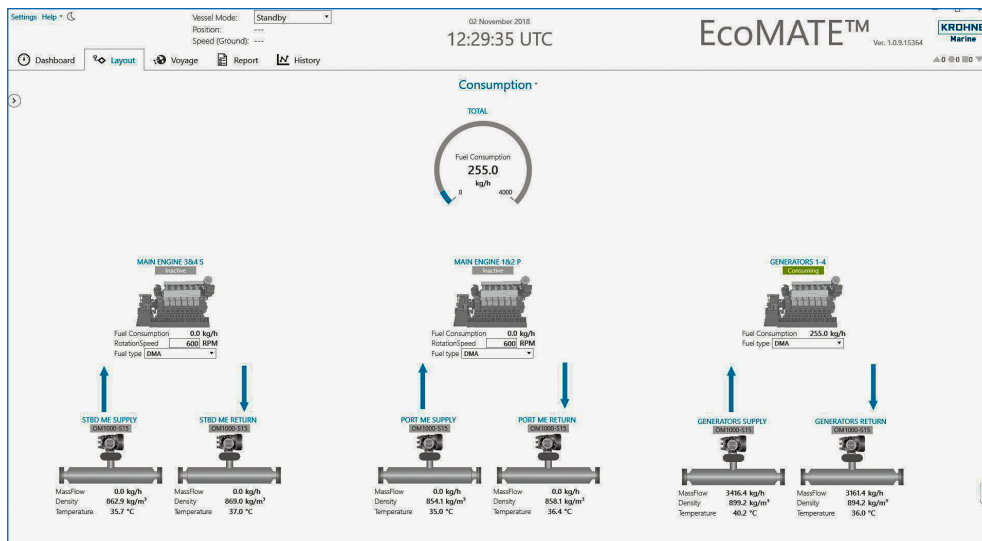 Settings Help
Vessel Mode: Standby
Position: ---
Speed (Ground): ---
02 November 2018
12:29:35 UTC
EcoMATE™
Ver. 1.0.9.15364
KROHNE
Marine
Dashboard Layout Voyage Report History
0 0 0
Consumption
TOTAL
Fuel Consumption
255.0
kg/h
0 4000
MAIN ENGINE 3&4 S
Inactive
Fuel Consumption 0.0 kg/h
RotationSpeed 600 RPM
Fuel type DMA
MAIN ENGINE 1&2 P
Inactive
Fuel Consumption 0.0 kg/h
RotationSpeed 600 RPM
Fuel type DMA
GENERATORS 1-4
Consuming
Fuel Consumption 255.0 kg/h
Fuel type DMA
STBD ME SUPPLY
OM1000-S15
MassFlow 0.0 kg/h
Density 862.9 kg/m³
Temperature 35.7 °C
STBD ME RETURN
OM1000-S15
MassFlow 0.0 kg/h
Density 869.0 kg/m³
Temperature 37.0 °C
PORT ME SUPPLY
OM1000-S15
MassFlow 0.0 kg/h
Density 854.1 kg/m³
Temperature 35.0 °C
PORT ME RETURN
OM1000-S15
MassFlow 0.0 kg/h
Density 858.1 kg/m³
Temperature 36.4 °C
GENERATORS SUPPLY
OM1000-S15
MassFlow 3416.4 kg/h
Density 899.2 kg/m³
Temperature 40.2 °C
GENERATORS RETURN
OM1000-S15
MassFlow 3161.4 kg/h
Density 894.2 kg/m³
Temperature 36.0 °C